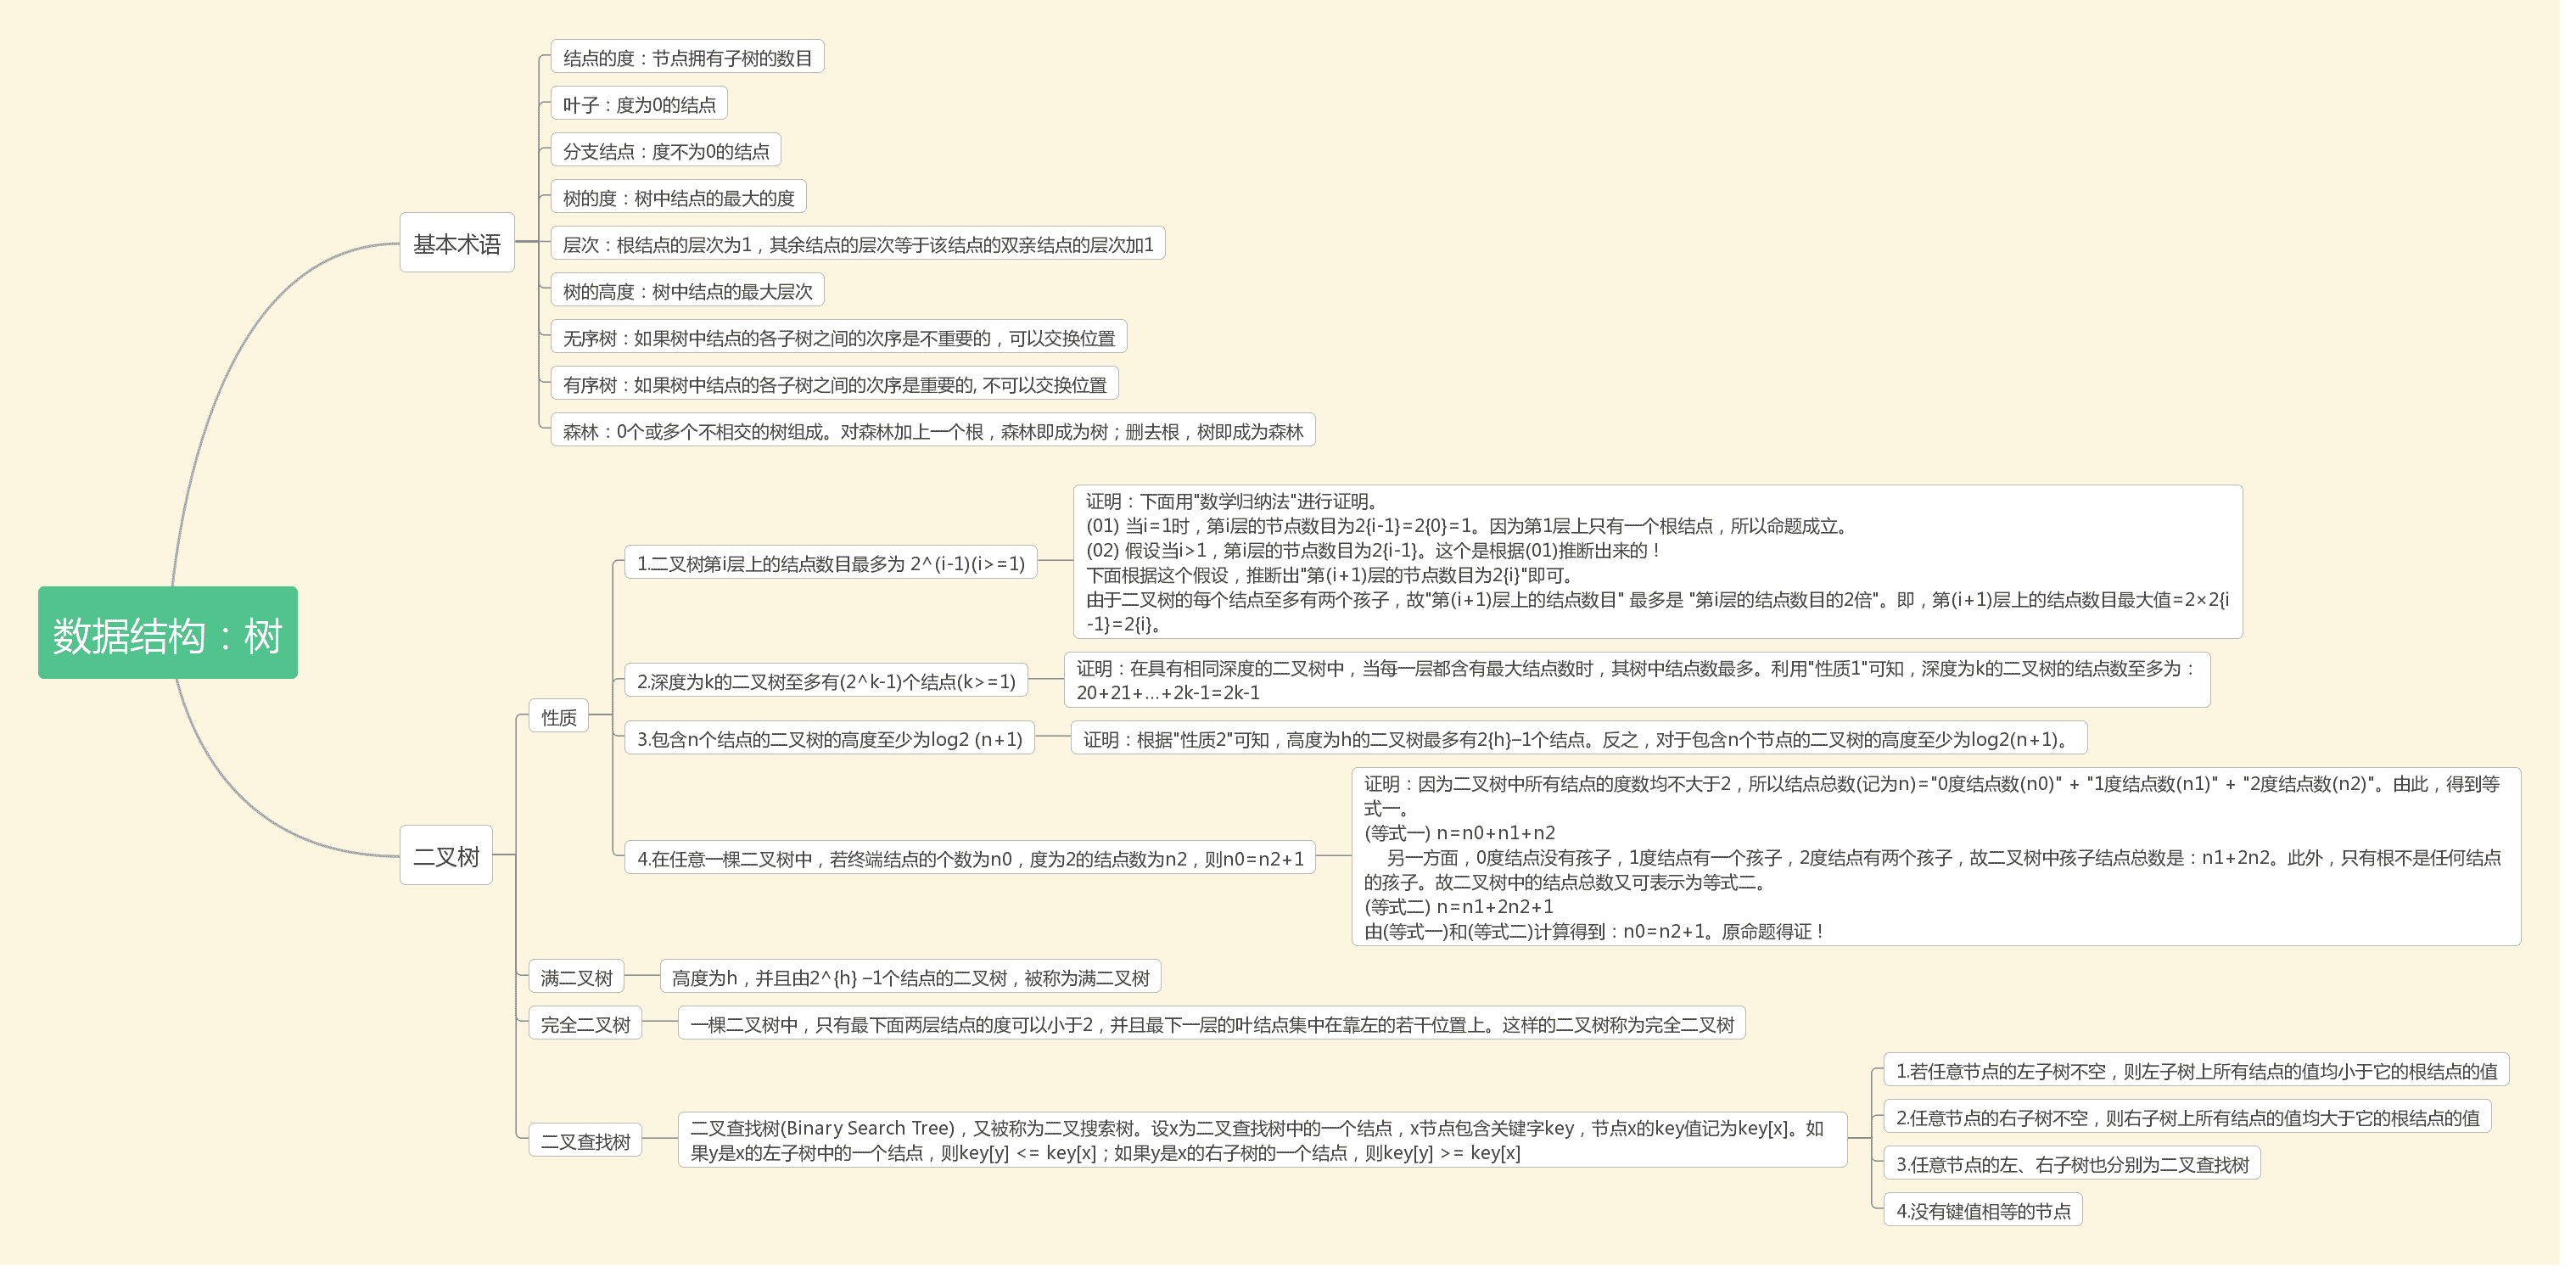 结点的度：节点拥有子树的数目
叶子：度为0的结点
分支结点：度不为0的结点
树的度：树中结点的最大的度
基本术语
层次：根结点的层次为1，其余结点的层次等于该结点的双亲结点的层次加1
树的高度：树中结点的最大层次
无序树：如果树中结点的各子树之间的次序是不重要的，可以交换位置
有序树：如果树中结点的各子树之间的次序是重要的, 不可以交换位置
森林：0个或多个不相交的树组成。对森林加上一个根，森林即成为树；删去根，树即成为森林
数据结构：树
二叉树
性质
1.二叉树第i层上的结点数目最多为 2^(i-1)(i>=1)
证明：下面用"数学归纳法"进行证明。
(01) 当i=1时，第i层的节点数目为2{i-1}=2{0}=1。因为第1层上只有一个根结点，所以命题成立。
(02) 假设当i>1，第i层的节点数目为2{i-1}。这个是根据(01)推断出来的！
下面根据这个假设，推断出"第(i+1)层的节点数目为2{i}"即可。
由于二叉树的每个结点至多有两个孩子，故"第(i+1)层上的结点数目" 最多是 "第i层的结点数目的2倍"。即，第(i+1)层上的结点数目最大值=2×2{i
-1}=2{i}。
2.深度为k的二叉树至多有(2^k-1)个结点(k>=1)
证明：在具有相同深度的二叉树中，当每一层都含有最大结点数时，其树中结点数最多。利用"性质1"可知，深度为k的二叉树的结点数至多为：
20+21+…+2k-1=2k-1
3.包含n个结点的二叉树的高度至少为log2 (n+1)
证明：根据"性质2"可知，高度为h的二叉树最多有2{h}–1个结点。反之，对于包含n个节点的二叉树的高度至少为log2(n+1)。
4.在任意一棵二叉树中，若终端结点的个数为n0，度为2的结点数为n2，则n0=n2+1
证明：因为二叉树中所有结点的度数均不大于2，所以结点总数(记为n)="0度结点数(n0)" + "1度结点数(n1)" + "2度结点数(n2)"。由此，得到等
式一。
(等式一) n=n0+n1+n2
另一方面，0度结点没有孩子，1度结点有一个孩子，2度结点有两个孩子，故二叉树中孩子结点总数是：n1+2n2。此外，只有根不是任何结点
的孩子。故二叉树中的结点总数又可表示为等式二。
(等式二) n=n1+2n2+1
由(等式一)和(等式二)计算得到：n0=n2+1。原命题得证！
满二叉树
高度为h，并且由2^{h} –1个结点的二叉树，被称为满二叉树
完全二叉树
一棵二叉树中，只有最下面两层结点的度可以小于2，并且最下一层的叶结点集中在靠左的若干位置上。这样的二叉树称为完全二叉树
二叉查找树
二叉查找树(Binary Search Tree)，又被称为二叉搜索树。设x为二叉查找树中的一个结点，x节点包含关键字key，节点x的key值记为key[x]。如
果y是x的左子树中的一个结点，则key[y] <= key[x]；如果y是x的右子树的一个结点，则key[y] >= key[x]
1.若任意节点的左子树不空，则左子树上所有结点的值均小于它的根结点的值
2.任意节点的右子树不空，则右子树上所有结点的值均大于它的根结点的值
3.任意节点的左、右子树也分别为二叉查找树
4.没有键值相等的节点